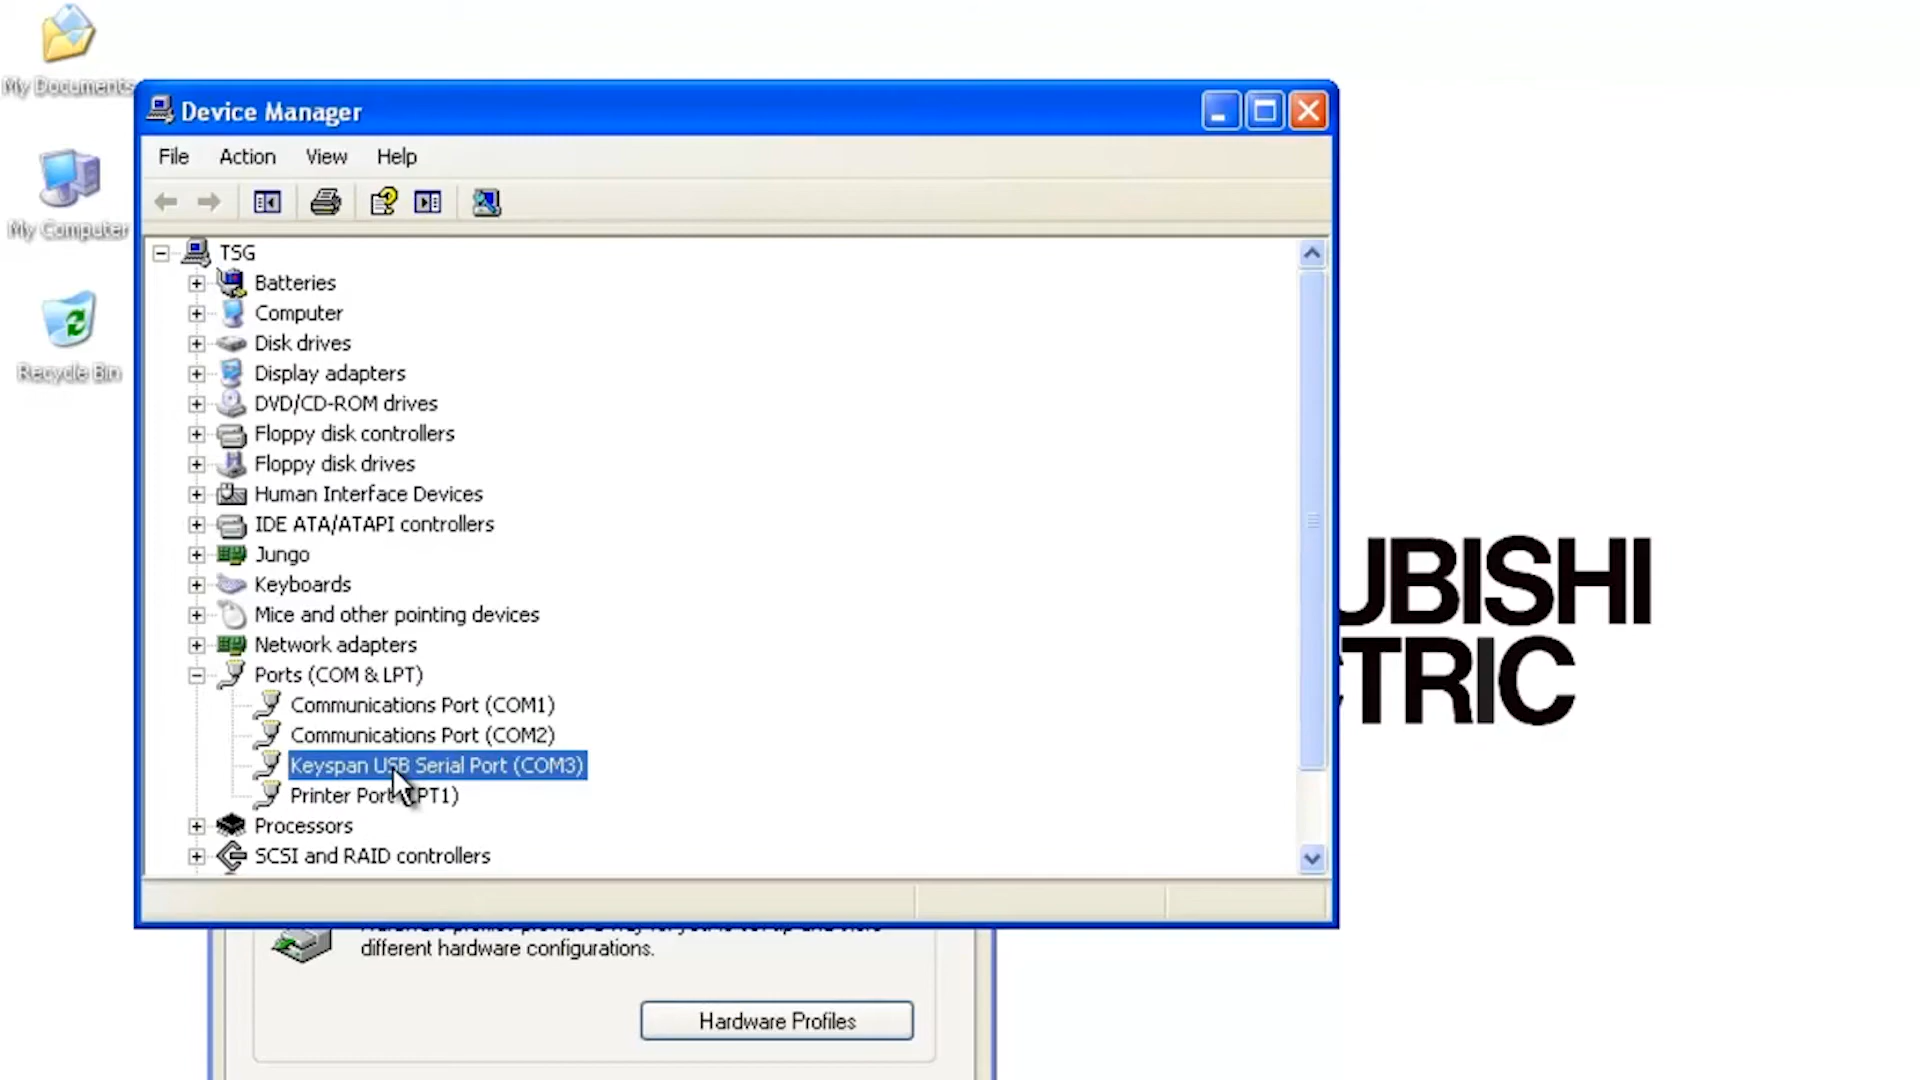 My Documents
My Computer
Recycle Bin
Device Manager
File Action View Help
TSG
Batteries
Computer
Disk drives
Display adapters
DVD/CD-ROM drives
Floppy disk controllers
Floppy disk drives
Human Interface Devices
IDE ATA/ATAPI controllers
Jungo
Keyboards
Mice and other pointing devices
Network adapters
Ports (COM & LPT)
Communications Port (COM1)
Communications Port (COM2)
Keyspan USB Serial Port (COM3)
Printer Port (LPT1)
Processors
SCSI and RAID controllers
different hardware configurations.
Hardware Profiles
UBISHI
CTRIC